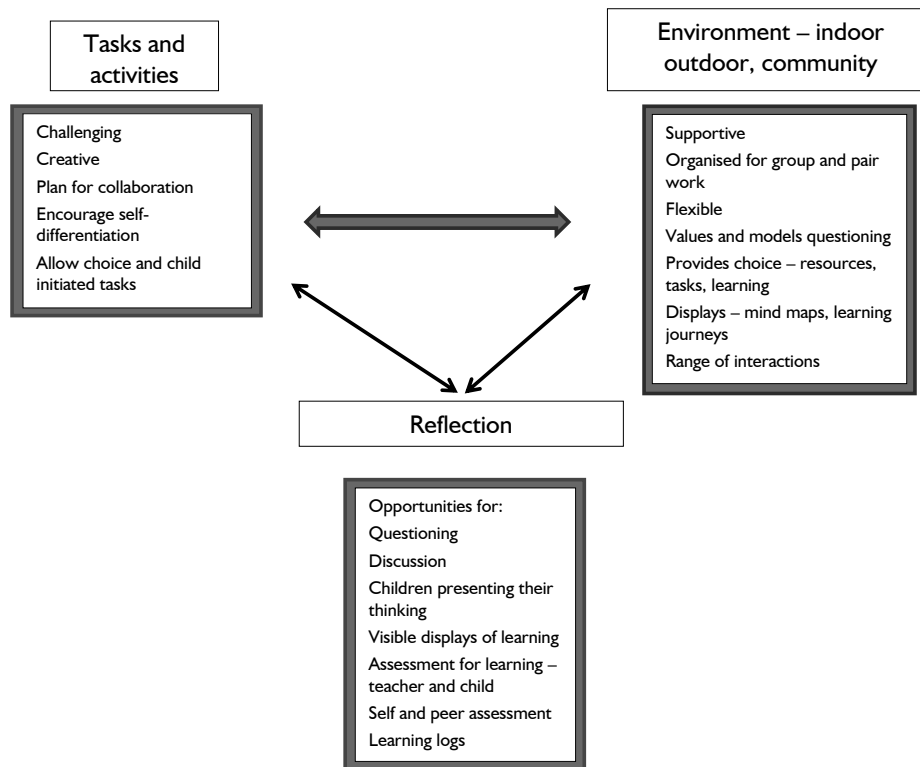 Tasks and
activities
Challenging
Creative
Plan for collaboration
Encourage self-
differentiation
Allow choice and child
initiated tasks
Environment – indoor
outdoor, community
Supportive
Organised for group and pair
work
Flexible
Values and models questioning
Provides choice – resources,
tasks, learning
Displays – mind maps, learning
journeys
Range of interactions
Reflection
Opportunities for:
Questioning
Discussion
Children presenting their
thinking
Visible displays of learning
Assessment for learning –
teacher and child
Self and peer assessment
Learning logs